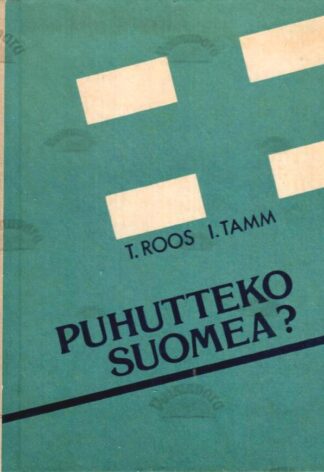 T. ROOS I. TAMM
PUHUTTEKO
SUOMEA?